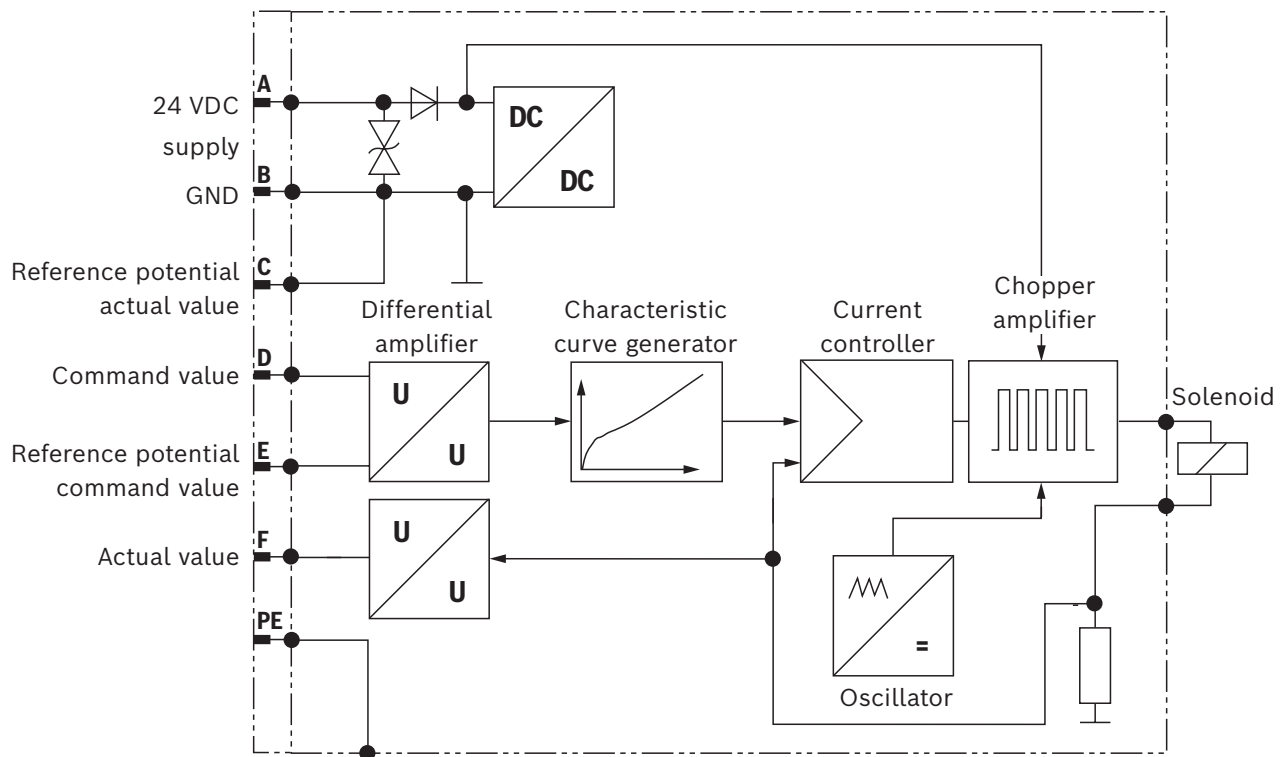 A
24 VDC
supply
DC
DC
B
GND
C
Reference potential
actual value
Differential
amplifier
Characteristic
curve generator
Current
controller
Chopper
amplifier
D
Command value
U
U
Solenoid
E
Reference potential
command value
F
Actual value
U
U
=
Oscillator
PE